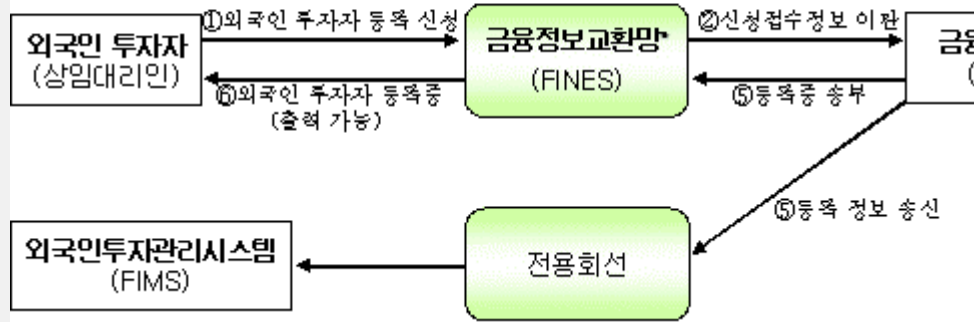 ①외국인 투자자 등록 신청
②신청접수정보 이관
외국인 투자자
(상임대리인)
금융정보교환망*
(FINES)
⑥외국인 투자자 등록증
(출력 가능)
⑤등록증 송부
⑤등록 정보 송신
외국인투자관리시스템
(FIMS)
전용회선